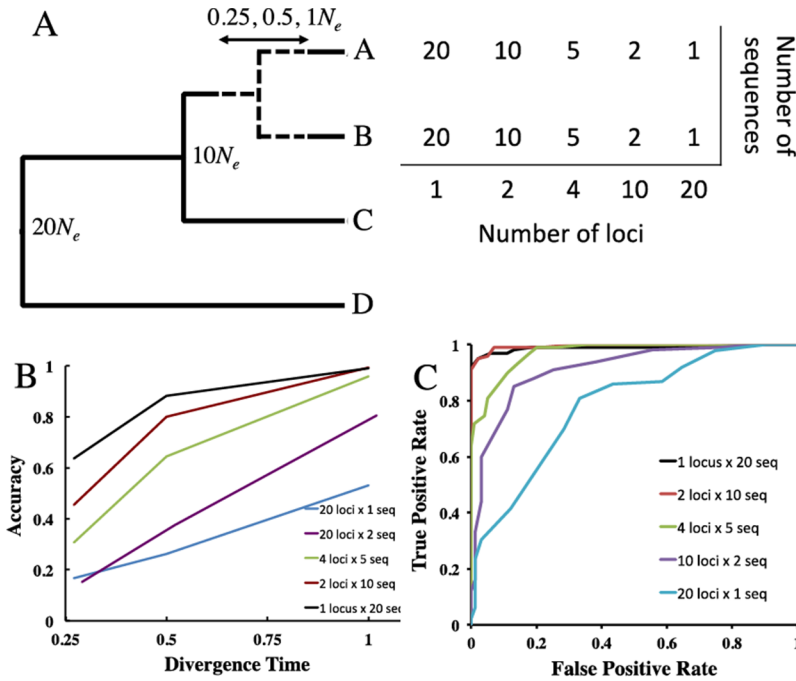 A
0.25, 0.5, 1Ne
A
B
C
D
10Ne
20Ne
20 10 5 2 1
20 10 5 2 1
1 2 4 10 20
Number of loci
Number of
sequences
B
Accuracy
1
0.8
0.6
0.4
0.2
0
0.25 0.5 0.75 1
Divergence Time
20 loci x 1 seq
20 loci x 2 seq
4 loci x 5 seq
2 loci x 10 seq
1 locus x 20 seq
C
True Positive Rate
1
0.8
0.6
0.4
0.2
0
0 0.2 0.4 0.6 0.8 1
False Positive Rate
1 locus x 20 seq
2 loci x 10 seq
4 loci x 5 seq
10 loci x 2 seq
20 loci x 1 seq